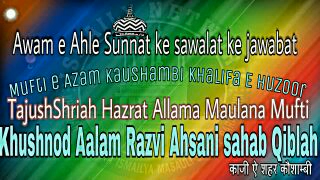 Awam e Ahle Sunnat ke sawalat ke jawabat
Mufti e Azam Kaushambi Khalifa E Huzoor
TajushShriah Hazrat Allama Maulana Mufti
Khushnod Aalam Razvi Ahsani sahab Qiblah
काजी ऐ शहर कौशाम्बी